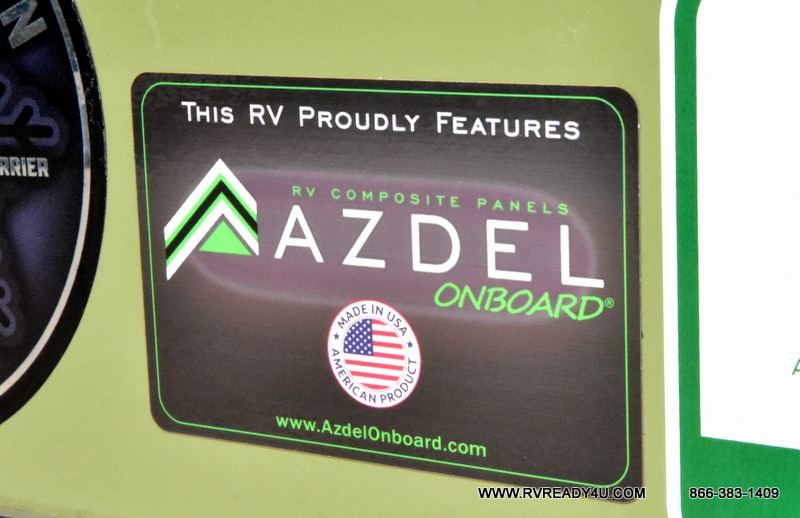 N
RRIER
THIS RV PROUDLY FEATURES
RV COMPOSITE PANELS
AZDEL
ONBOARD®
MADE IN USA
AMERICAN PRODUCT
www.AzdelOnboard.com
A
WWW.RVREADY4U.COM 866-383-1409